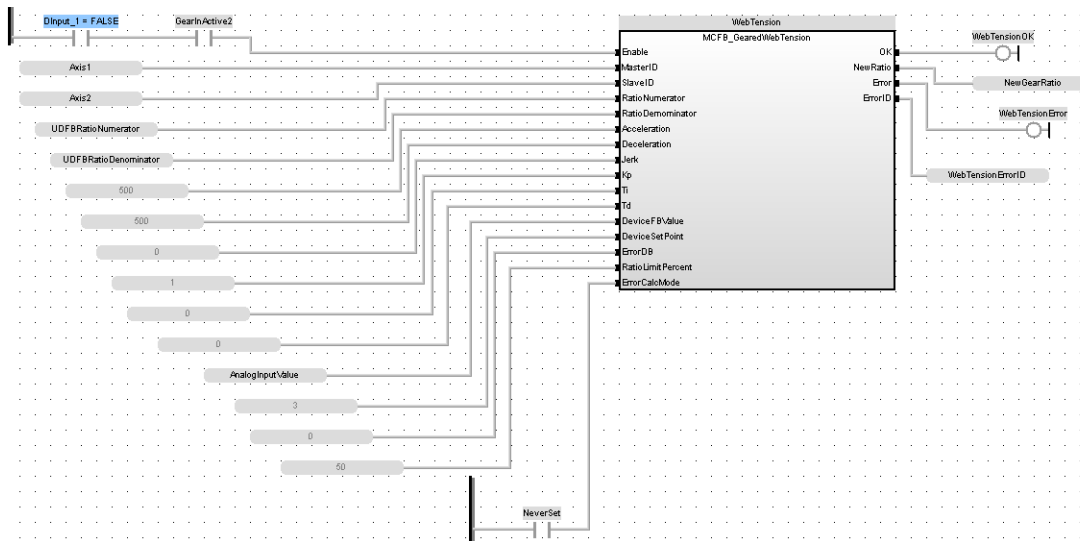 DInput_1 = FALSE
GearInActive2
WebTension
MCFB_GearedWebTension
Enable
MasterID
SlaveID
RatioNumerator
RatioDenominator
Acceleration
Deceleration
Jerk
Kp
Ti
Td
DeviceFBValue
DeviceSetPoint
ErrorDB
RatioLimitPercent
ErrorCalcMode
OK
NewRatio
Error
ErrorID
WebTensionOK
NewGearRatio
WebTensionError
WebTensionErrorID
Axis1
Axis2
UDFBRatioNumerator
UDFBRatioDenominator
500
500
0
1
0
0
AnalogInputValue
3
0
50
NeverSet